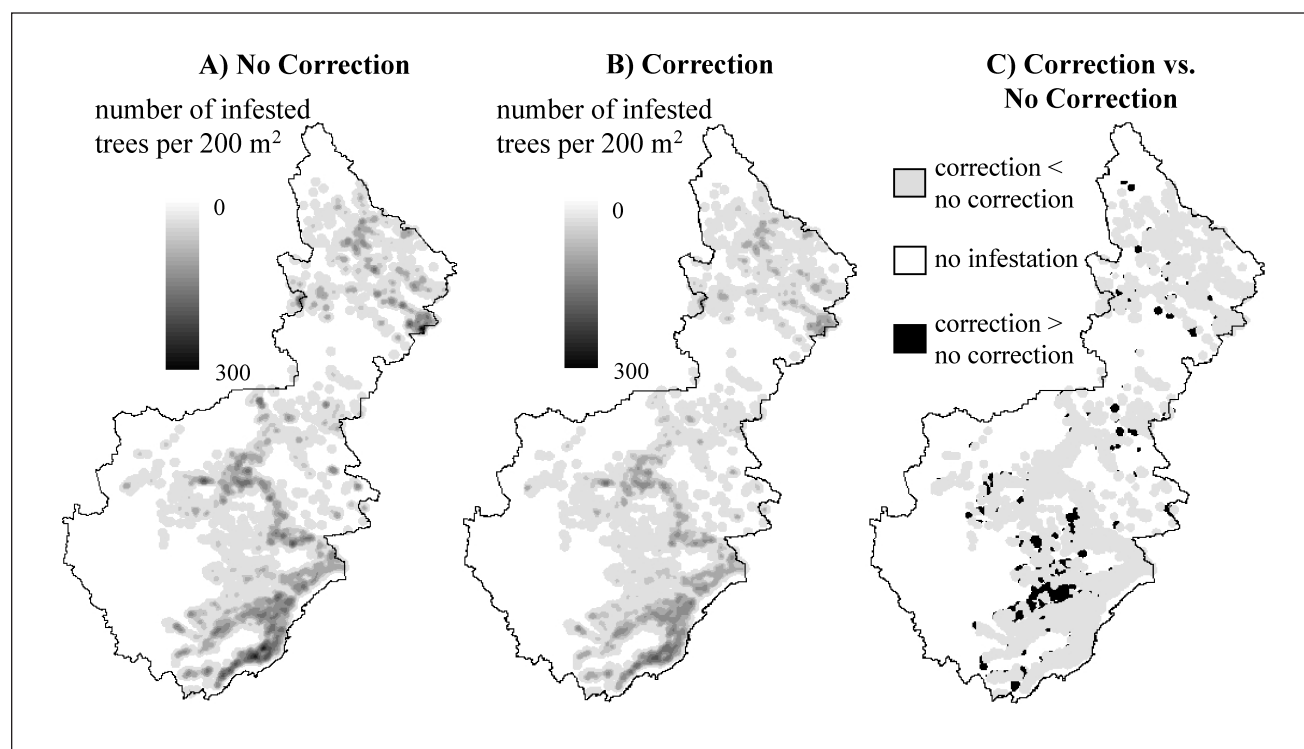 A) No Correction
number of infested
trees per 200 m²
0
300
B) Correction
number of infested
trees per 200 m²
0
300
C) Correction vs.
No Correction
correction <
no correction
no infestation
correction >
no correction